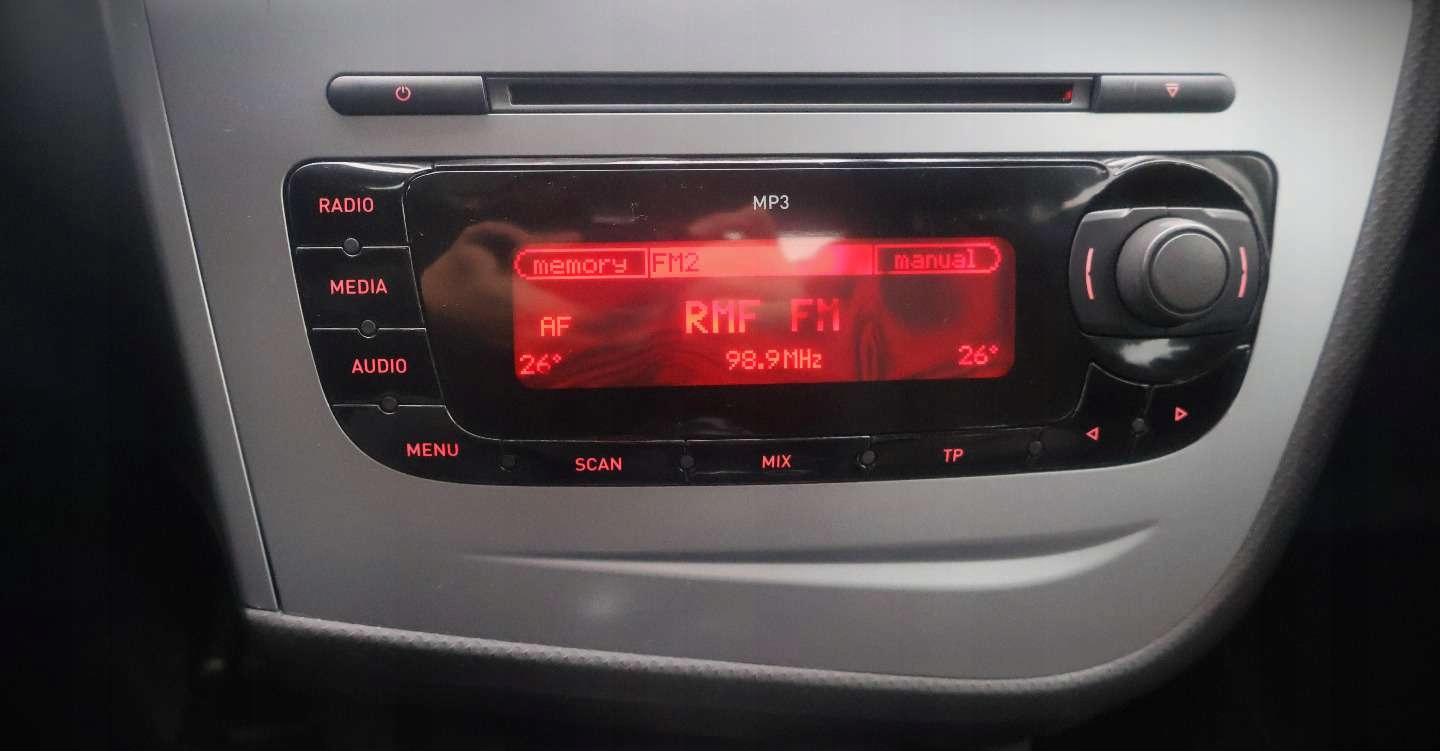 MP3
RADIO
memory FM2 manual
MEDIA
AF RMF FM
26° 98.9MHz 26°
AUDIO
MENU SCAN MIX TP